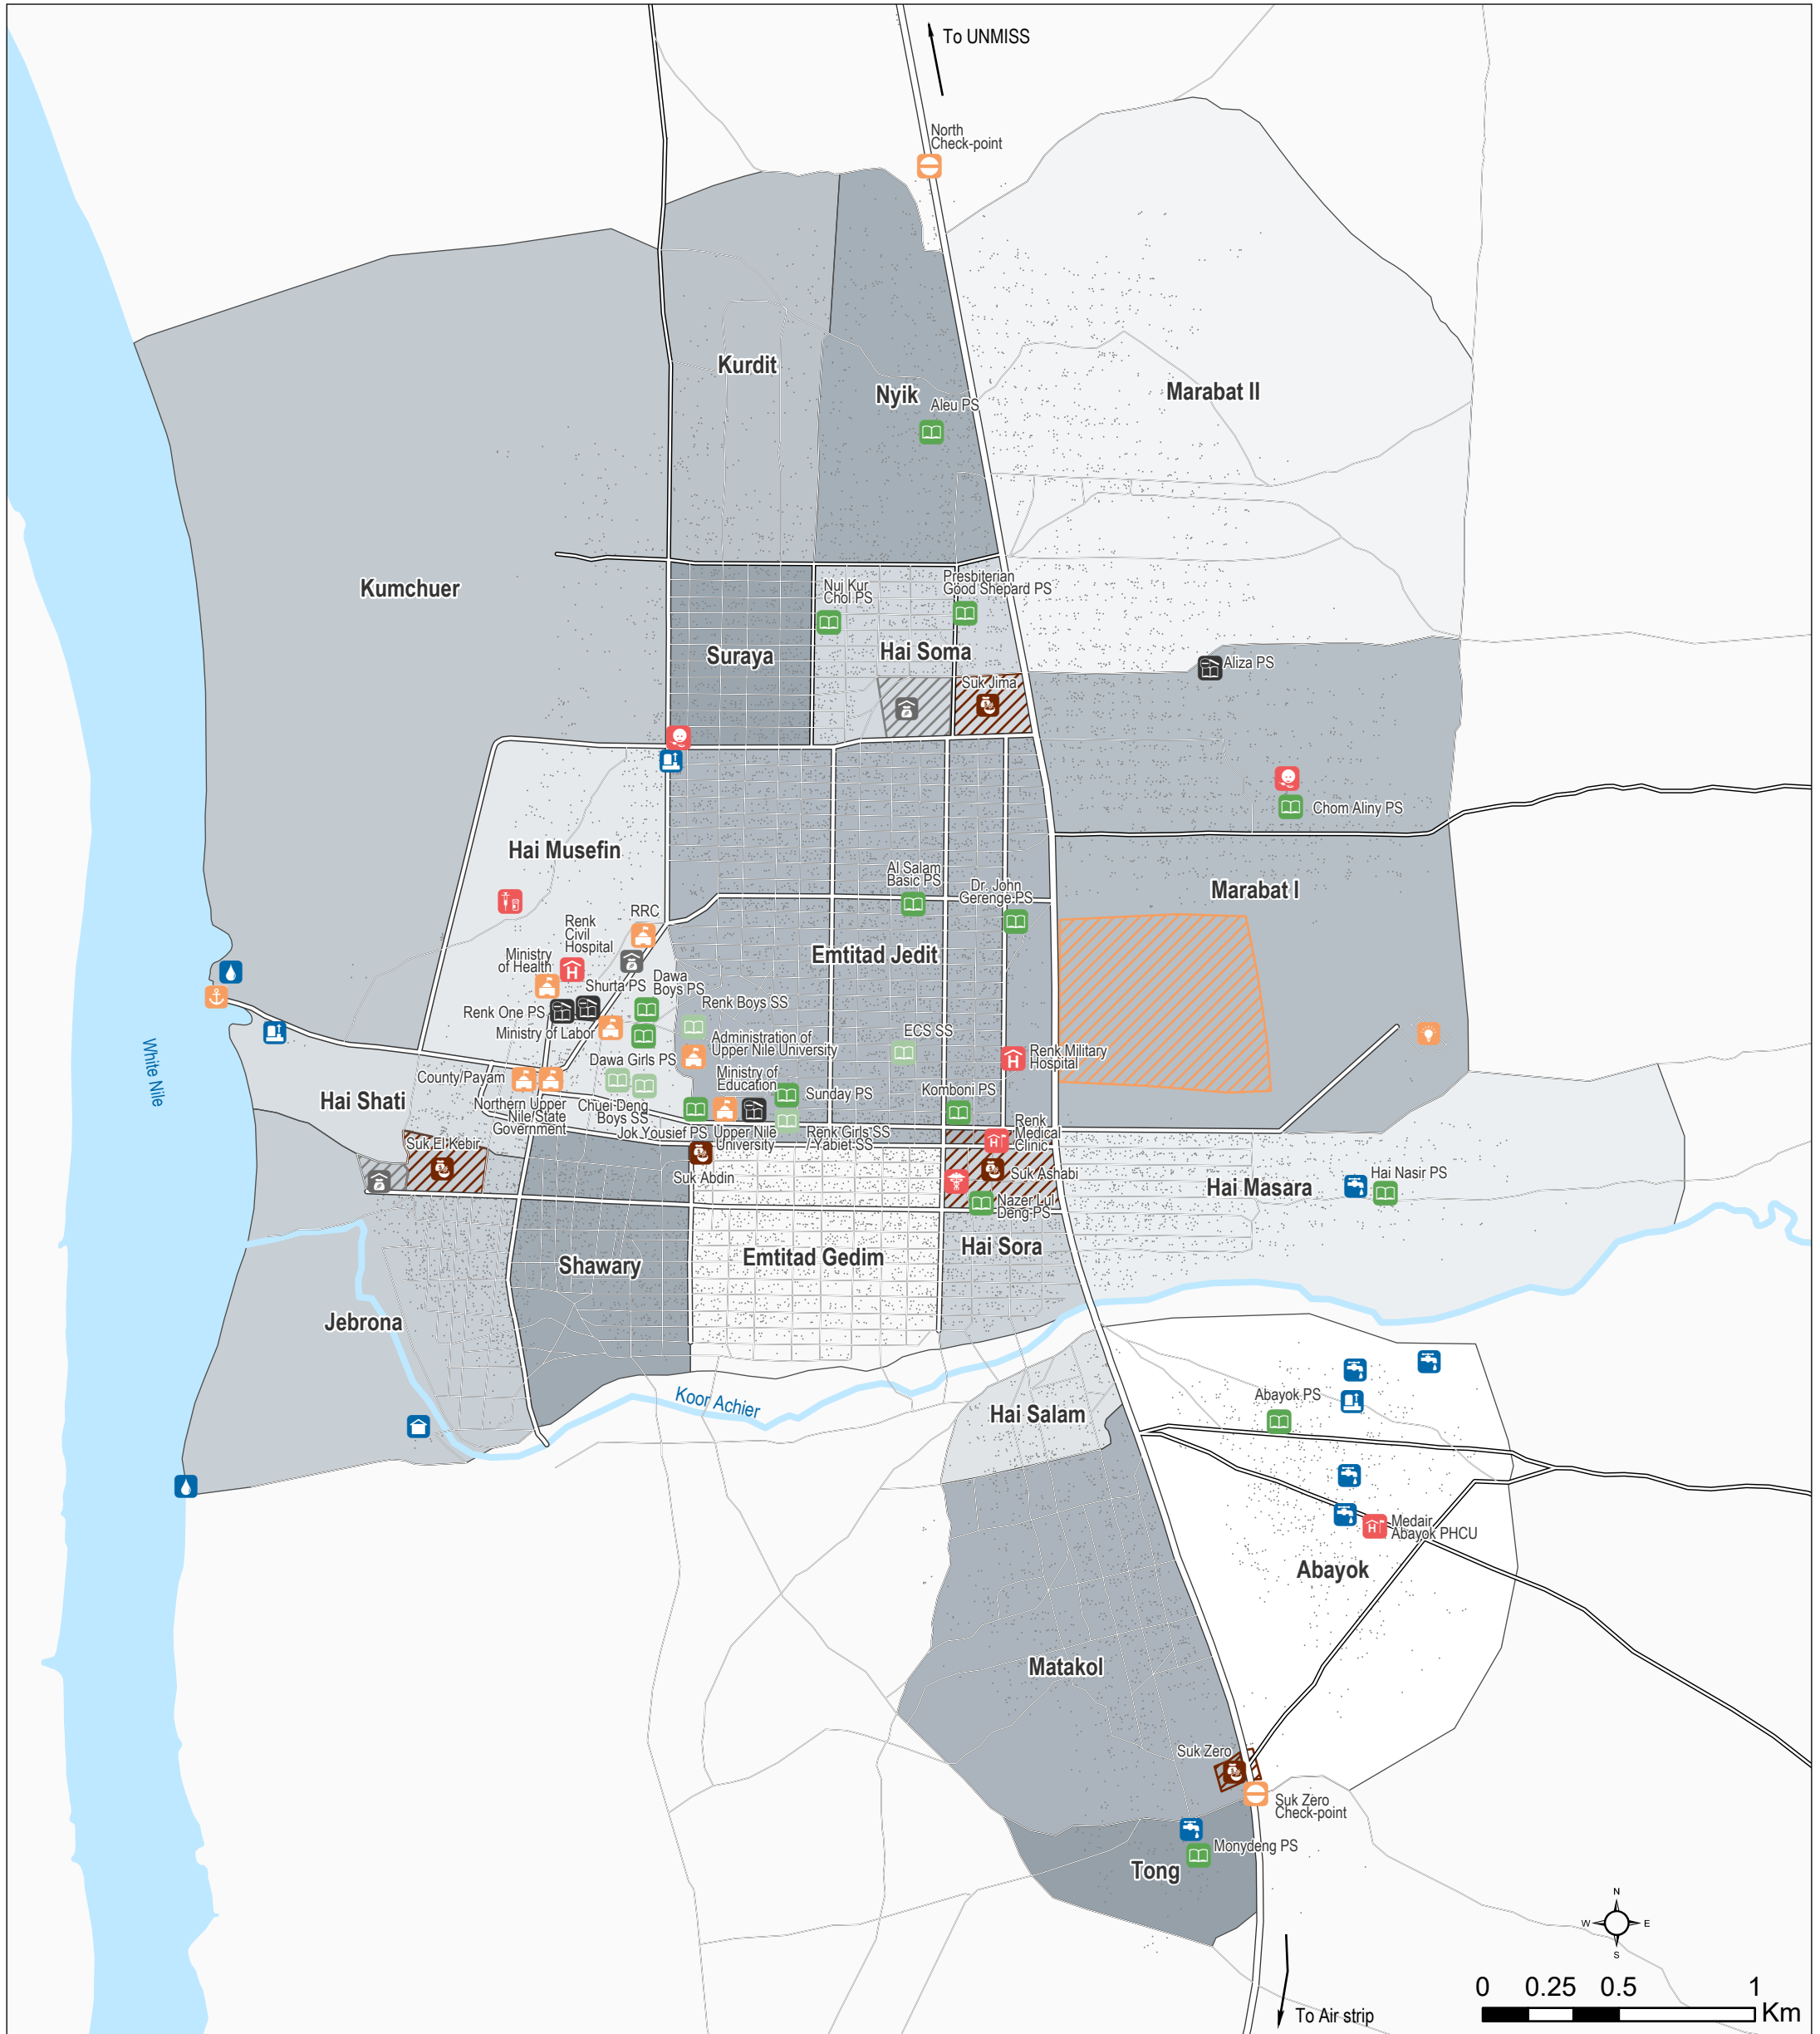 To UNMISS
North
Check-point
Kurdit
Nyik
Aleu PS
Marabat II
Kumchuer
Nuj Kur
Chol PS
Presbiterian
Good Shepard PS
Suraya
Hai Soma
Suk Jima
Aliza PS
Chom Aliny PS
Hai Musefin
Al Salam
Basic PS
Dr. John
Gerenge PS
Marabat I
RRC
Renk
Civil
Hospital
Ministry
of Health
Emtitad Jedit
Shurta PS
Dawa
Boys PS
Renk One PS
Renk Boys SS
Ministry of Labor
Administration of
Upper Nile University
ECS SS
Renk Military
Hospital
White Nile
Dawa Girls PS
County/Payam
Ministry of
Education
Sunday PS
Komboni PS
Hai Shati
Northern Upper
Nile/State
Government
Chuei-Deng
Boys SS
Jok Yousief PS
Upper Nile
University
Renk Girls SS
/ Yabiet SS
Renk
Medical
Clinic
Suk El Kebir
Suk Abdin
Suk Ashabi
Hai Nasir PS
Hai Masara
Nazer Lul
Deng PS
Hai Sora
Emtitad Gedim
Shawary
Jebrona
Koor Achier
Abayok PS
Hai Salam
Medair
Abayok PHCU
Abayok
Matakol
Suk Zero
Suk Zero
Check-point
Monydeng PS
Tong
N
W E
S
0 0.25 0.5 1
Km
To Air strip